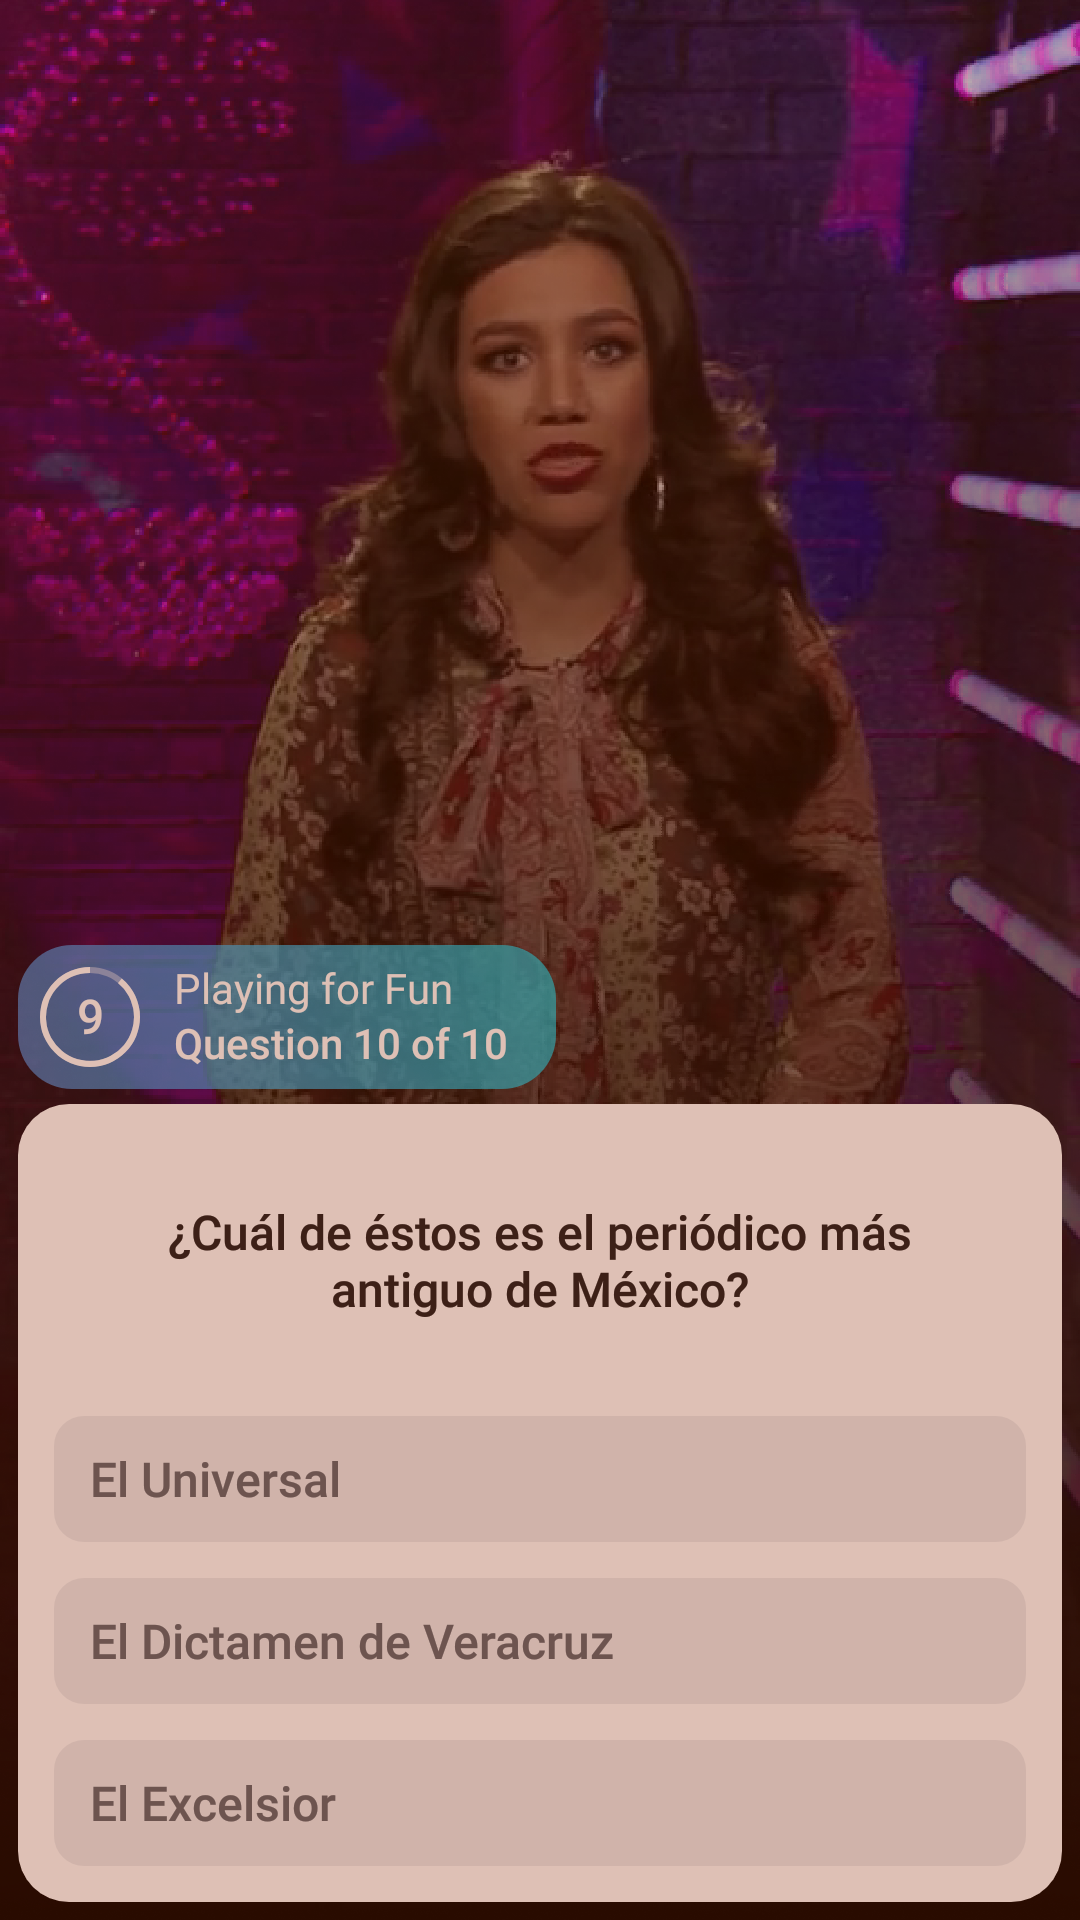 9
Playing for Fun
Question 10 of 10
¿Cuál de éstos es el periódico más
antiguo de México?
El Universal
El Dictamen de Veracruz
El Excelsior